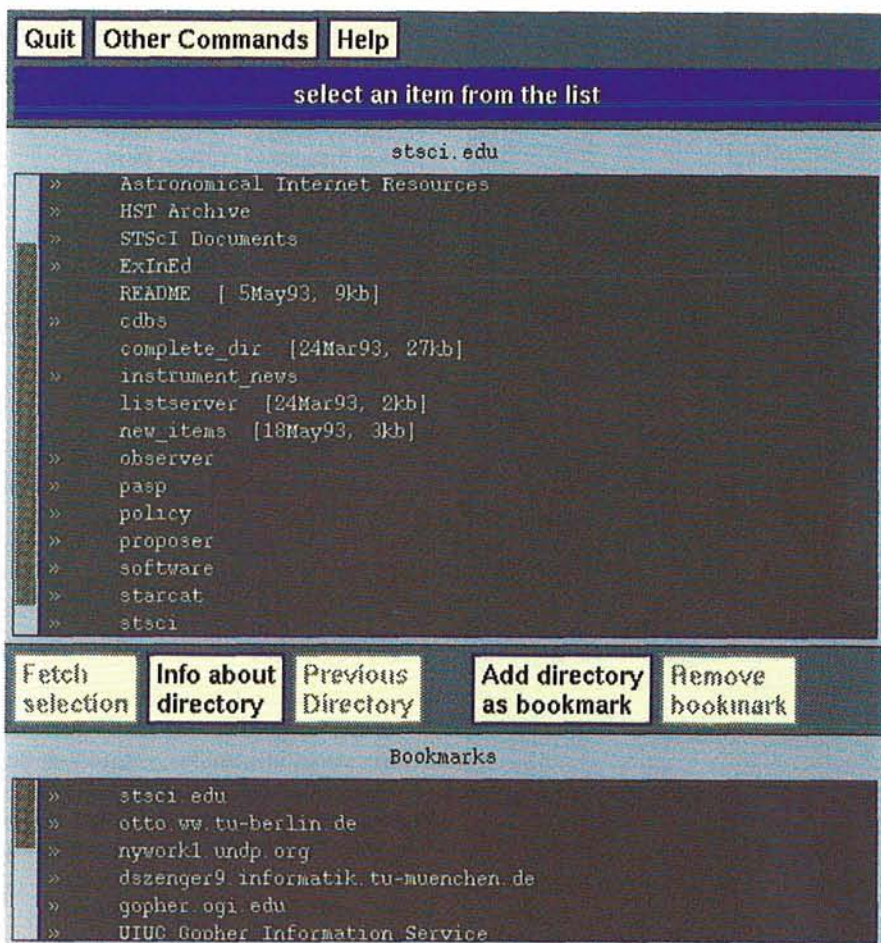 Quit Other Commands Help
select an item from the list
stsci.edu
» Astronomical Internet Resources
» HST Archive
» STScI Documents
» ExInEd
README [ 5May93, 9kb]
» cdbs
complete_dir [24Mar93, 27kb]
» instrument_news
listserver [24Mar93, 2kb]
new_items [18May93, 3kb]
» observer
» pasp
» policy
» proposer
» software
» starcat
» stsci
Fetch selection
Info about directory
Previous Directory
Add directory as bookmark
Remove bookmark
Bookmarks
» stsci.edu
» otto.ww.tu-berlin.de
» nywork1.undp.org
» dszenger9.informatik.tu-muenchen.de
» gopher.ogi.edu
» UIUC Gopher Information Service